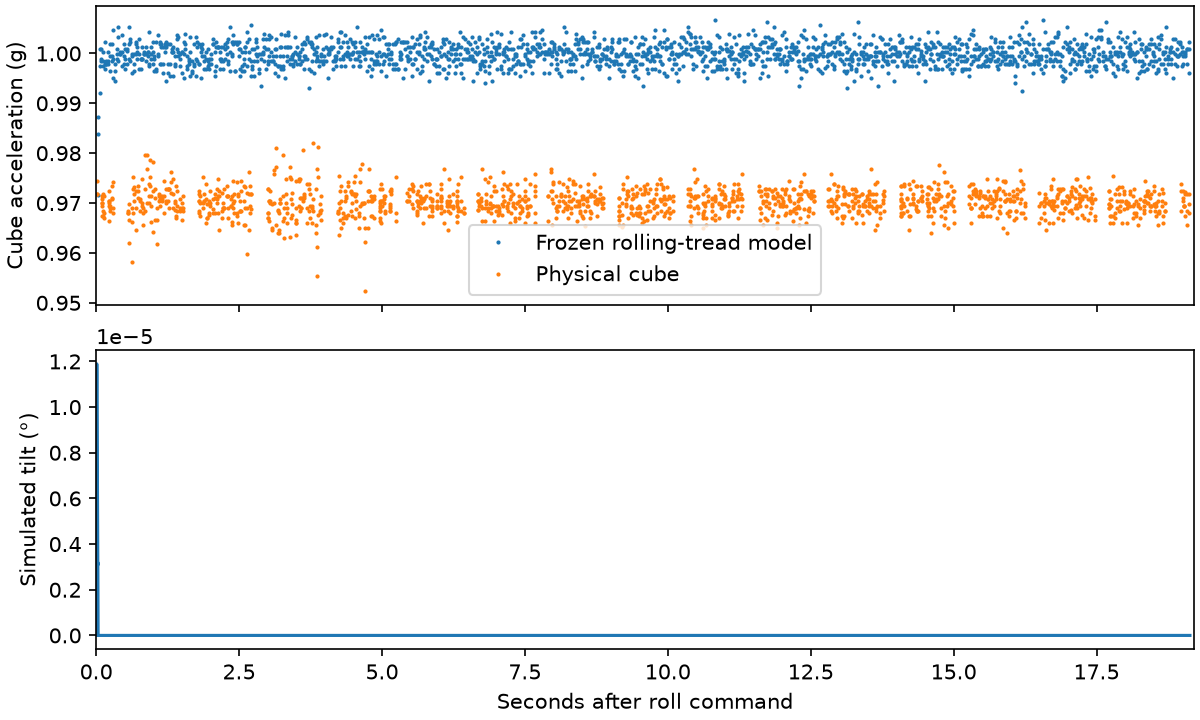 Cube acceleration (g)
1.00
0.99
0.98
0.97
0.96
0.95
Frozen rolling-tread model
Physical cube
1e−5
Simulated tilt (°)
1.2
1.0
0.8
0.6
0.4
0.2
0.0
0.0 2.5 5.0 7.5 10.0 12.5 15.0 17.5
Seconds after roll command